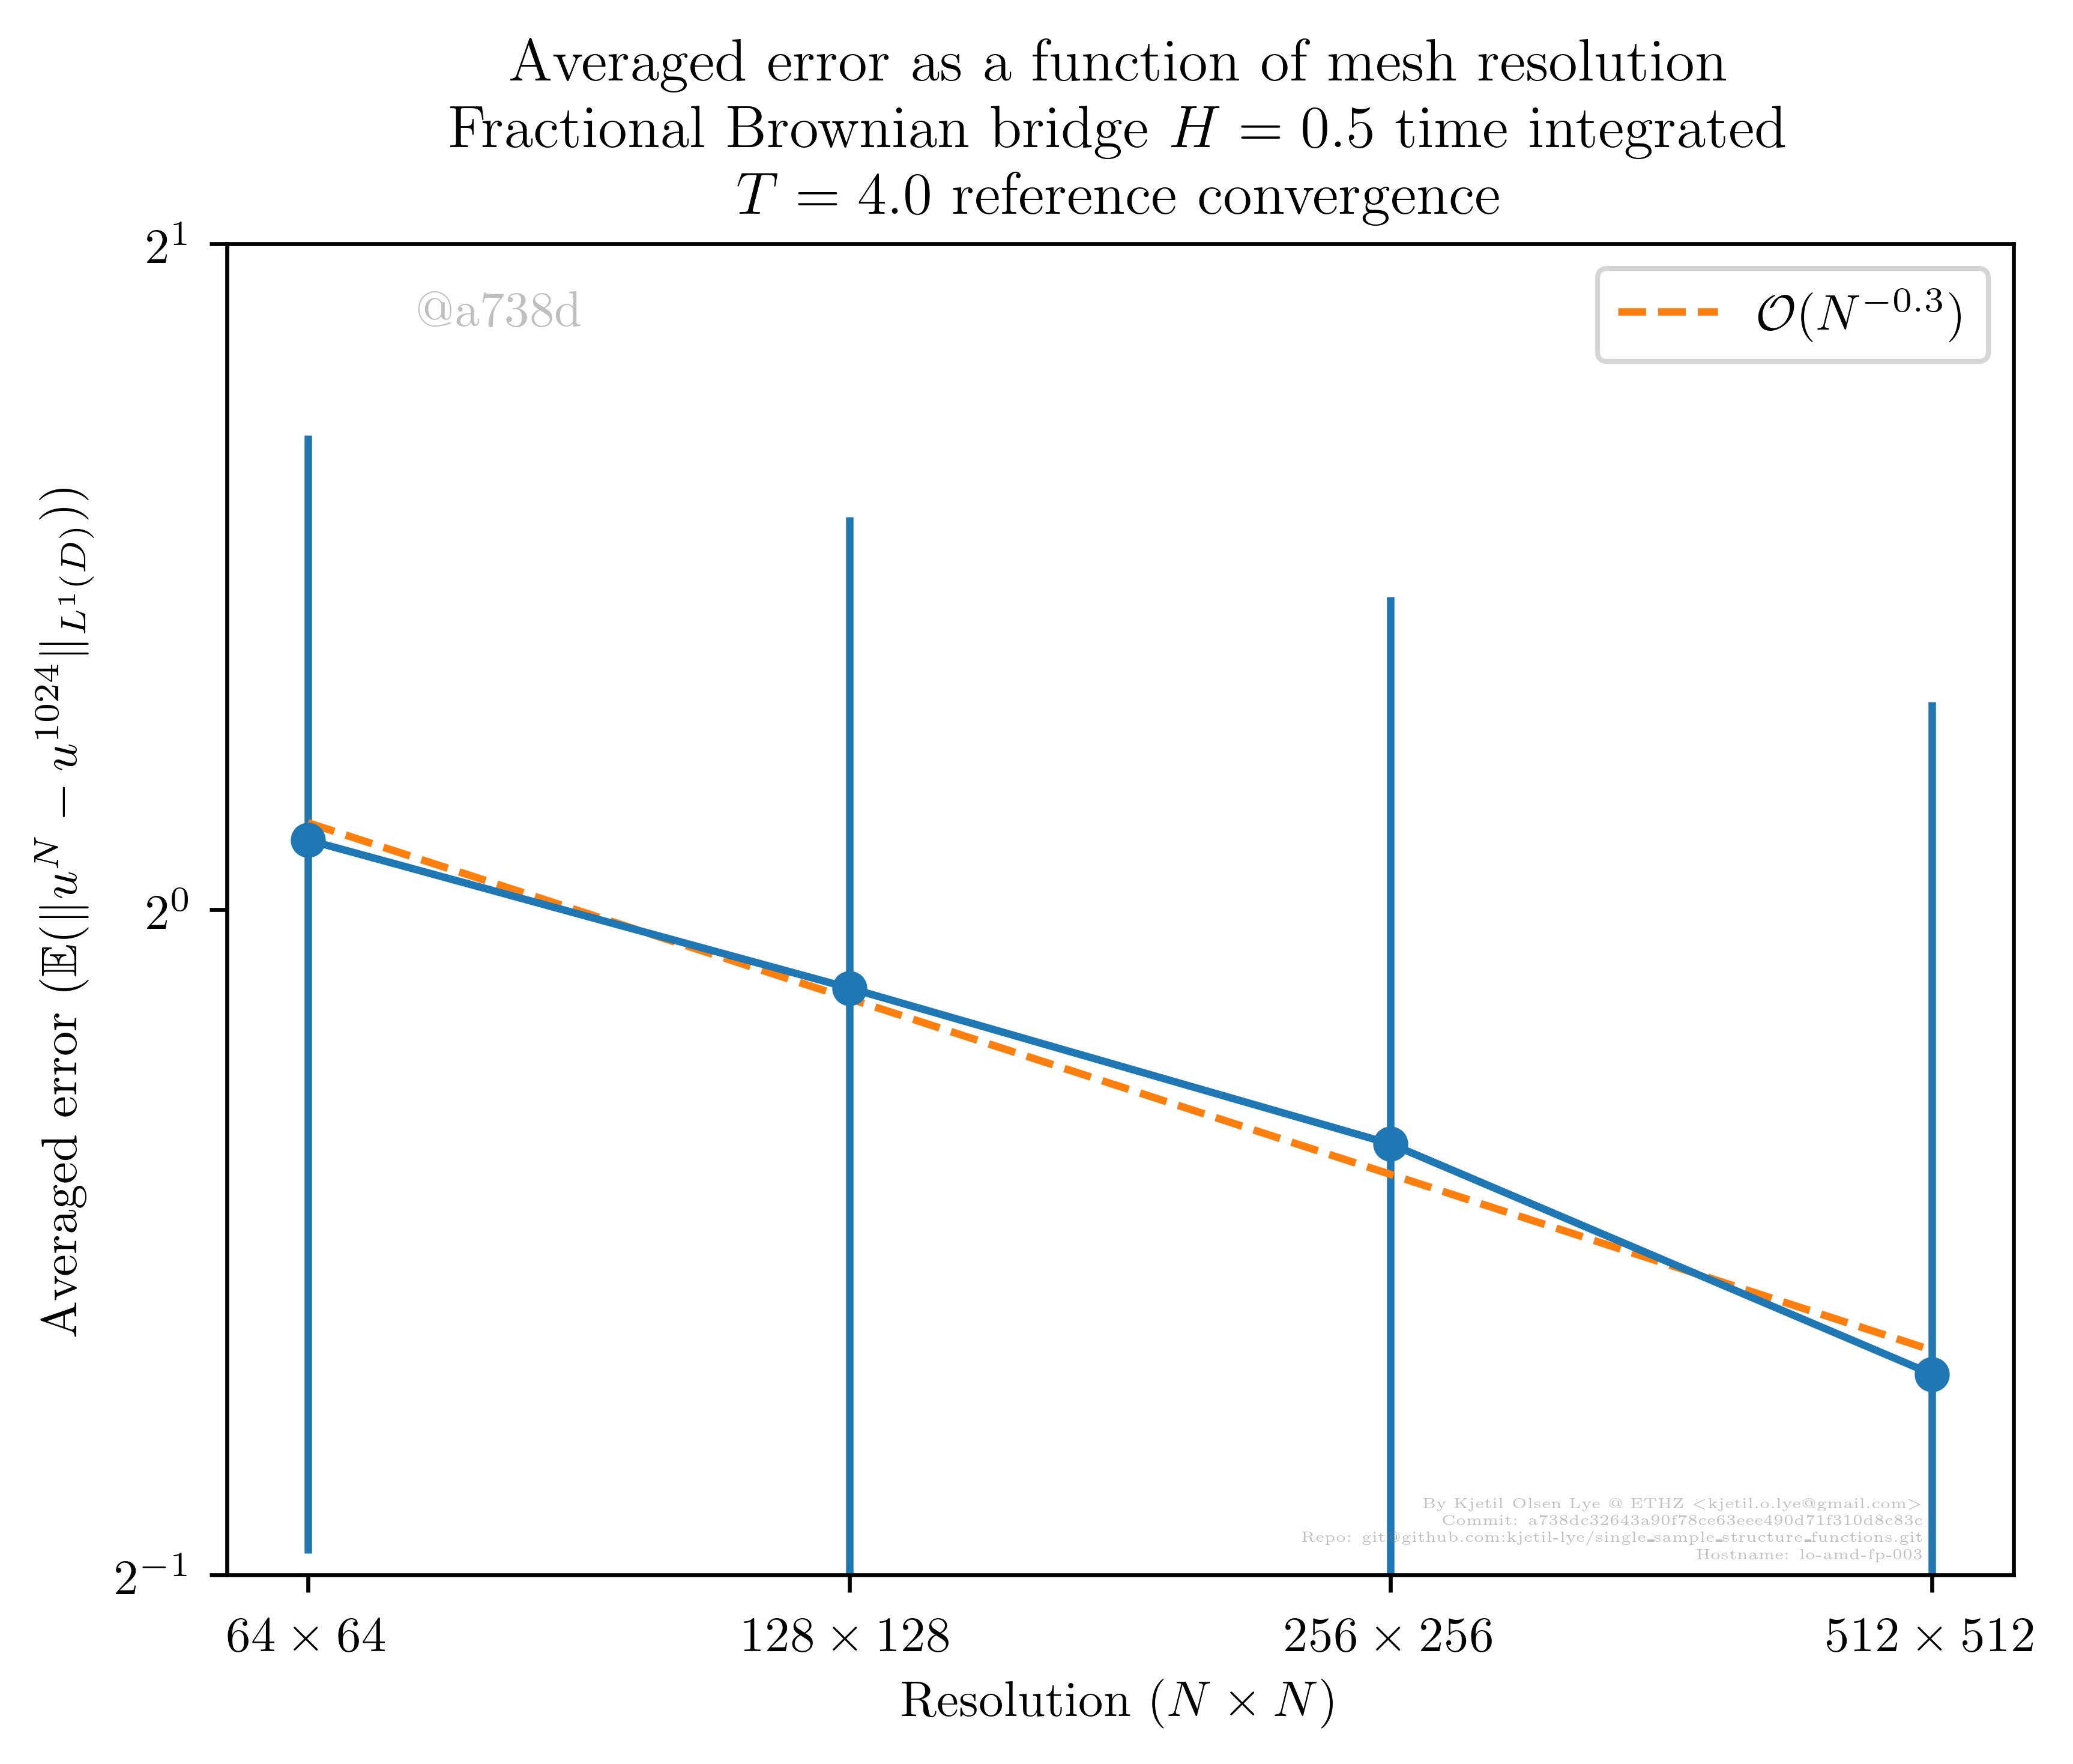 Averaged error as a function of mesh resolution
Fractional Brownian bridge $H = 0.5$ time integrated
$T = 4.0$ reference convergence
@a738d
$\mathcal{O}(N^{-0.3})$
$2^1$
$2^0$
$2^{-1}$
Averaged error ($\mathbb{E}(\|u^N - u^{1024}\|_{L^1(D)})$)
By Kjetil Olsen Lye @ ETHZ <kjetil.o.lye@gmail.com>
Commit: a738dc32643a90f78ce63eee490d71f310d8c83c
Repo: git@github.com:kjetil-lye/single_sample_structure_functions.git
Hostname: lo-amd-fp-003
64 × 64
128 × 128
256 × 256
512 × 512
Resolution ($N \times N$)